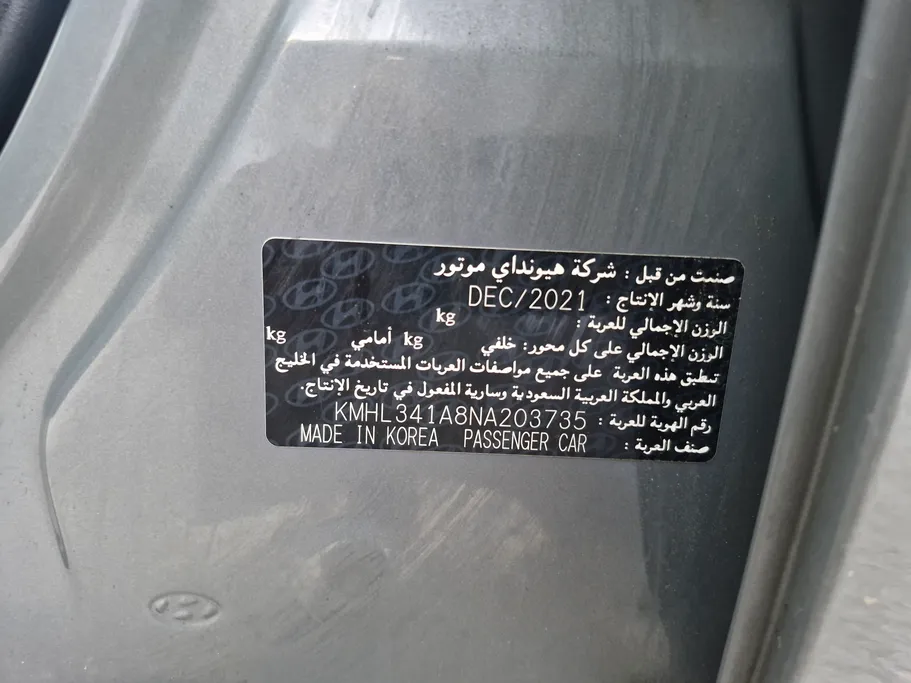 صنعت من قبل : شركة هيونداي موتور
سنة وشهر الإنتاج : DEC/2021
الوزن الإجمالي للعربة : kg
الوزن الإجمالي على كل محور: خلفي kg أمامي kg
تنطبق هذه العربة على جميع مواصفات العربات المستخدمة في الخليج
العربي والمملكة العربية السعودية وسارية المفعول في تاريخ الإنتاج.
رقم الهوية للعربة : KMHL341A8NA203735
صنف العربة : MADE IN KOREA PASSENGER CAR